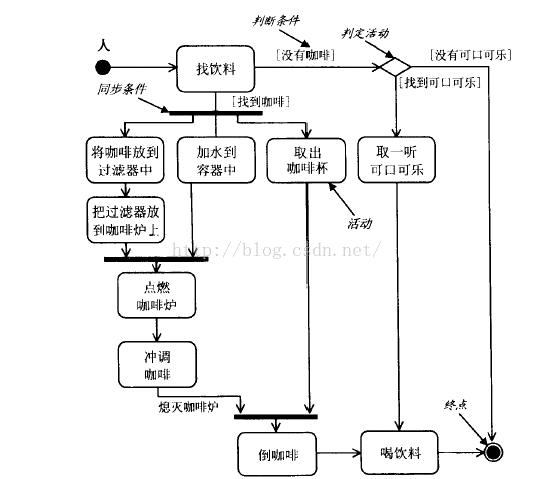 判断条件
判定活动
人
[没有咖啡]
[没有可口可乐]
找饮料
同步条件
[找到咖啡]
[找到可口可乐]
将咖啡放到
过滤器中
加水到
容器中
取出
咖啡杯
取一听
可口可乐
把过滤器放
到咖啡炉上
活动
http://blog.csdn.net/
点燃
咖啡炉
冲调
咖啡
熄灭咖啡炉
终点
倒咖啡
喝饮料